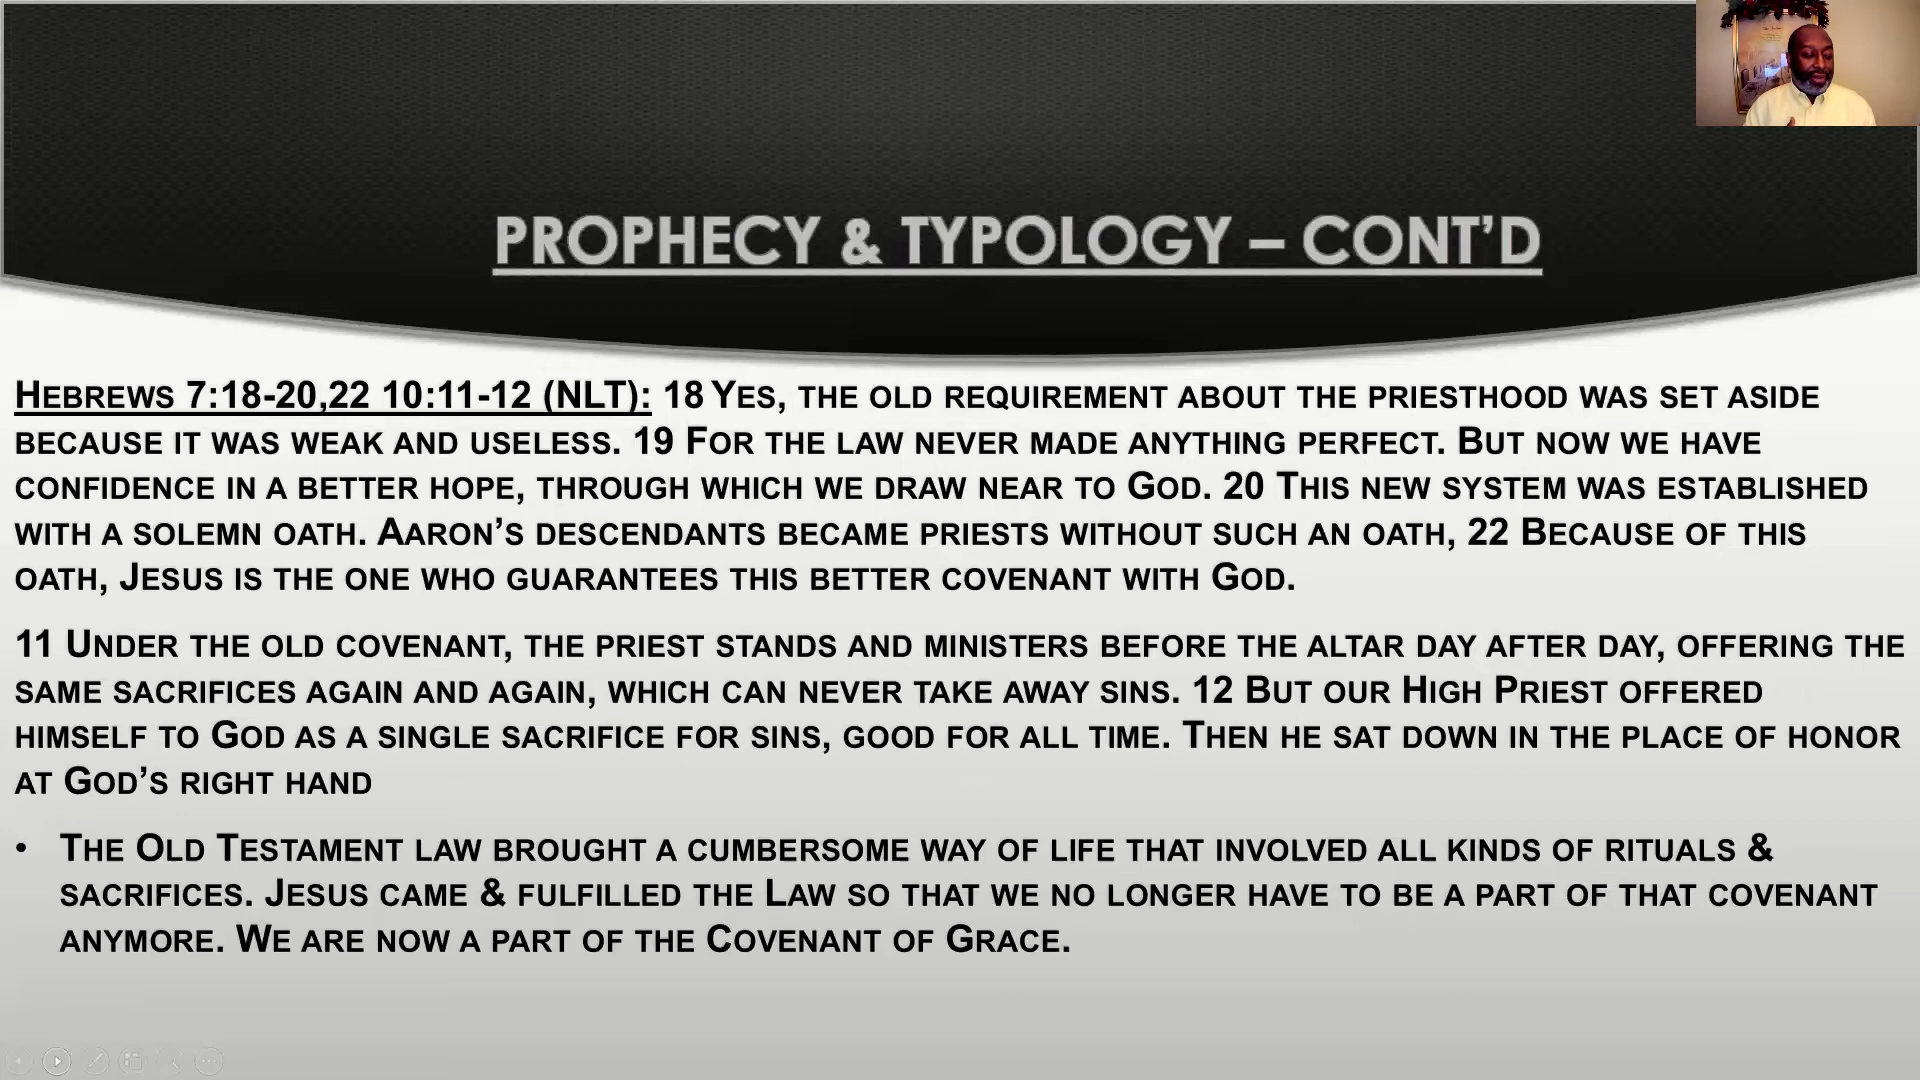 PROPHECY & TYPOLOGY – CONT’D
Hebrews 7:18-20,22 10:11-12 (NLT): 18 Yes, the old requirement about the priesthood was set aside
because it was weak and useless. 19 For the law never made anything perfect. But now we have
confidence in a better hope, through which we draw near to God. 20 This new system was established
with a solemn oath. Aaron’s descendants became priests without such an oath, 22 Because of this
oath, Jesus is the one who guarantees this better covenant with God.
11 Under the old covenant, the priest stands and ministers before the altar day after day, offering the
same sacrifices again and again, which can never take away sins. 12 But our High Priest offered
himself to God as a single sacrifice for sins, good for all time. Then he sat down in the place of honor
at God’s right hand
• The Old Testament law brought a cumbersome way of life that involved all kinds of rituals &
sacrifices. Jesus came & fulfilled the Law so that we no longer have to be a part of that covenant
anymore. We are now a part of the Covenant of Grace.